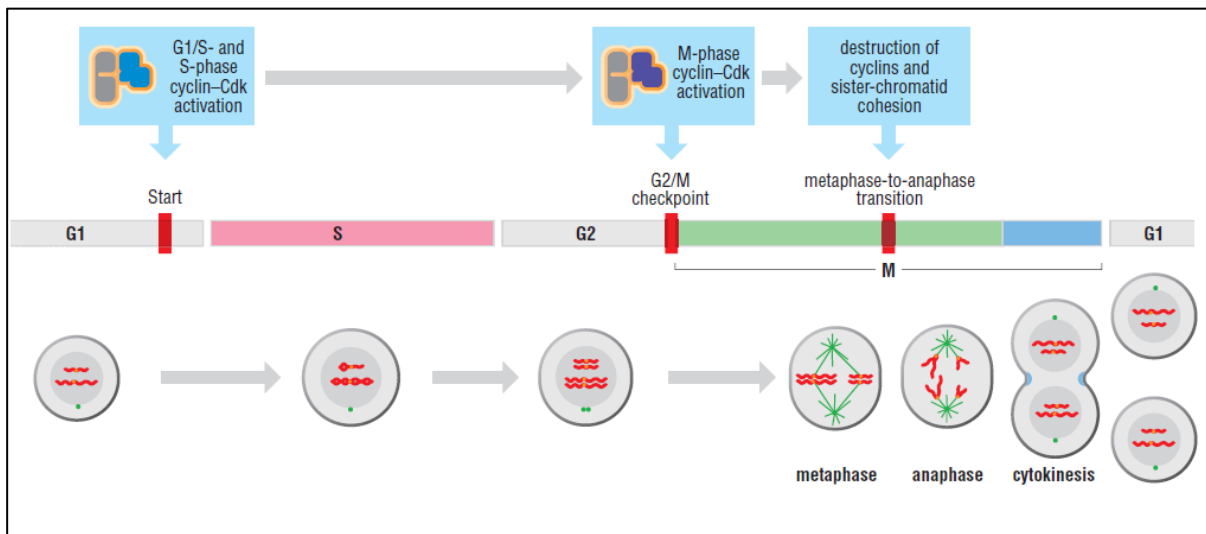 G1/S- and
S-phase
cyclin–Cdk
activation
M-phase
cyclin–Cdk
activation
destruction of
cyclins and
sister-chromatid
cohesion
Start
G2/M
checkpoint
metaphase-to-anaphase
transition
G1
S
G2
G1
M
metaphase
anaphase
cytokinesis